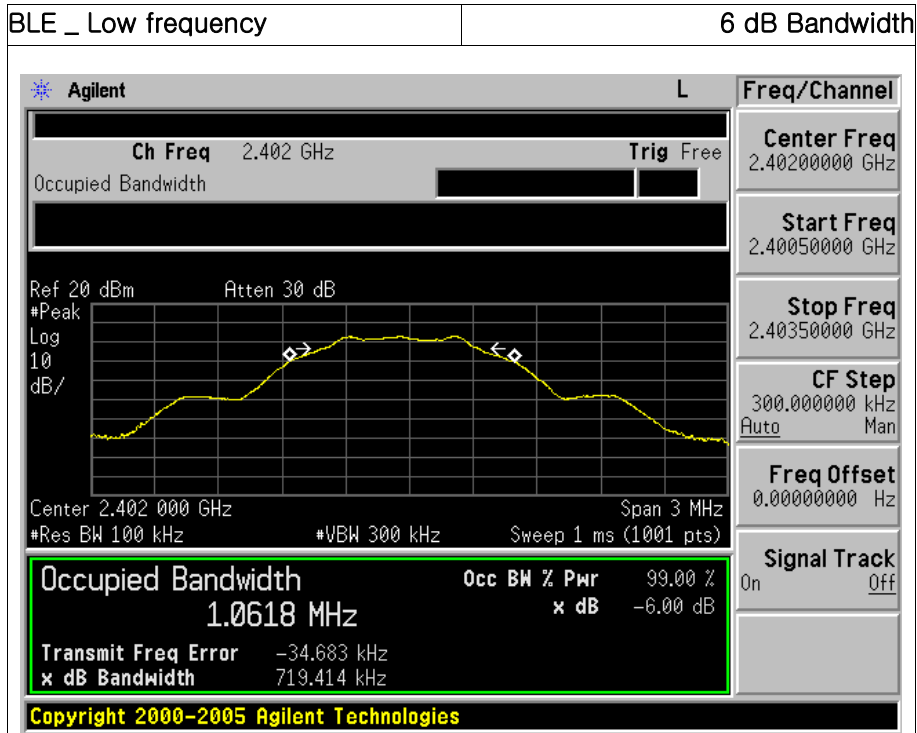 BLE _ Low frequency
6 dB Bandwidth
Agilent
L
Freq/Channel
Ch Freq 2.402 GHz
Trig Free
Occupied Bandwidth
Center Freq
2.40200000 GHz
Start Freq
2.40050000 GHz
Stop Freq
2.40350000 GHz
CF Step
300.000000 kHz
Auto Man
Freq Offset
0.00000000 Hz
Signal Track
On Off
Ref 20 dBm
Atten 30 dB
#Peak
Log
10
dB/
Center 2.402 000 GHz
Span 3 MHz
#Res BW 100 kHz
#VBW 300 kHz
Sweep 1 ms (1001 pts)
Occupied Bandwidth
1.0618 MHz
Occ BW % Pwr 99.00 %
x dB -6.00 dB
Transmit Freq Error -34.683 kHz
x dB Bandwidth 719.414 kHz
Copyright 2000-2005 Agilent Technologies